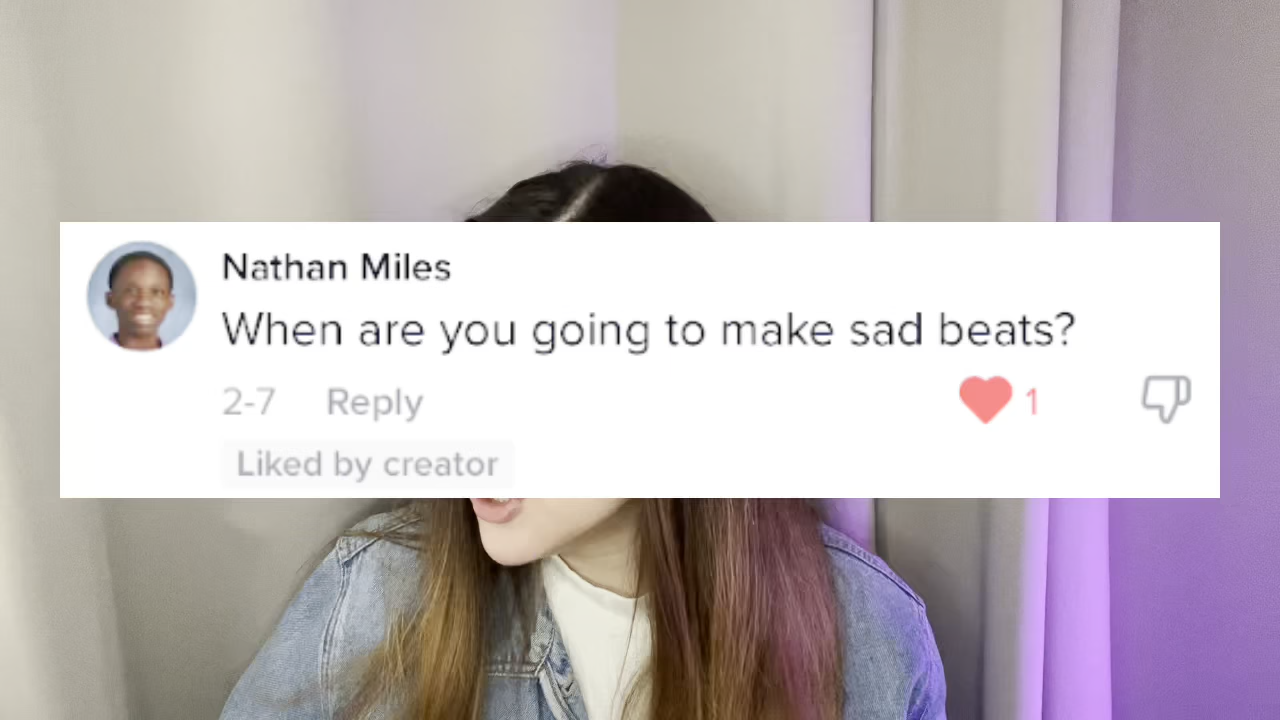 Nathan Miles
When are you going to make sad beats?
2-7 Reply 1
Liked by creator